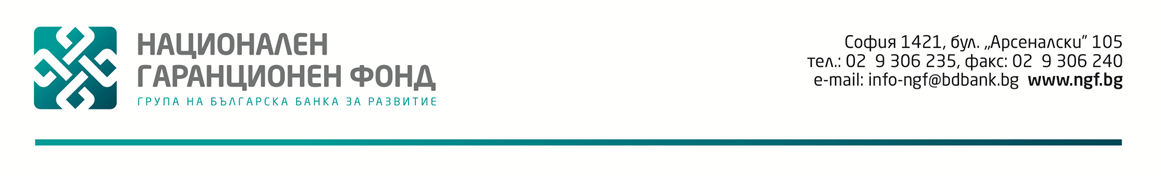 НАЦИОНАЛЕН
ГАРАНЦИОНЕН ФОНД
ГРУПА НА БЪЛГАРСКА БАНКА ЗА РАЗВИТИЕ
София 1421, бул. „Арсеналски” 105
тел.: 02 9 306 235, факс: 02 9 306 240
e-mail: info-ngf@bdbank.bg www.ngf.bg